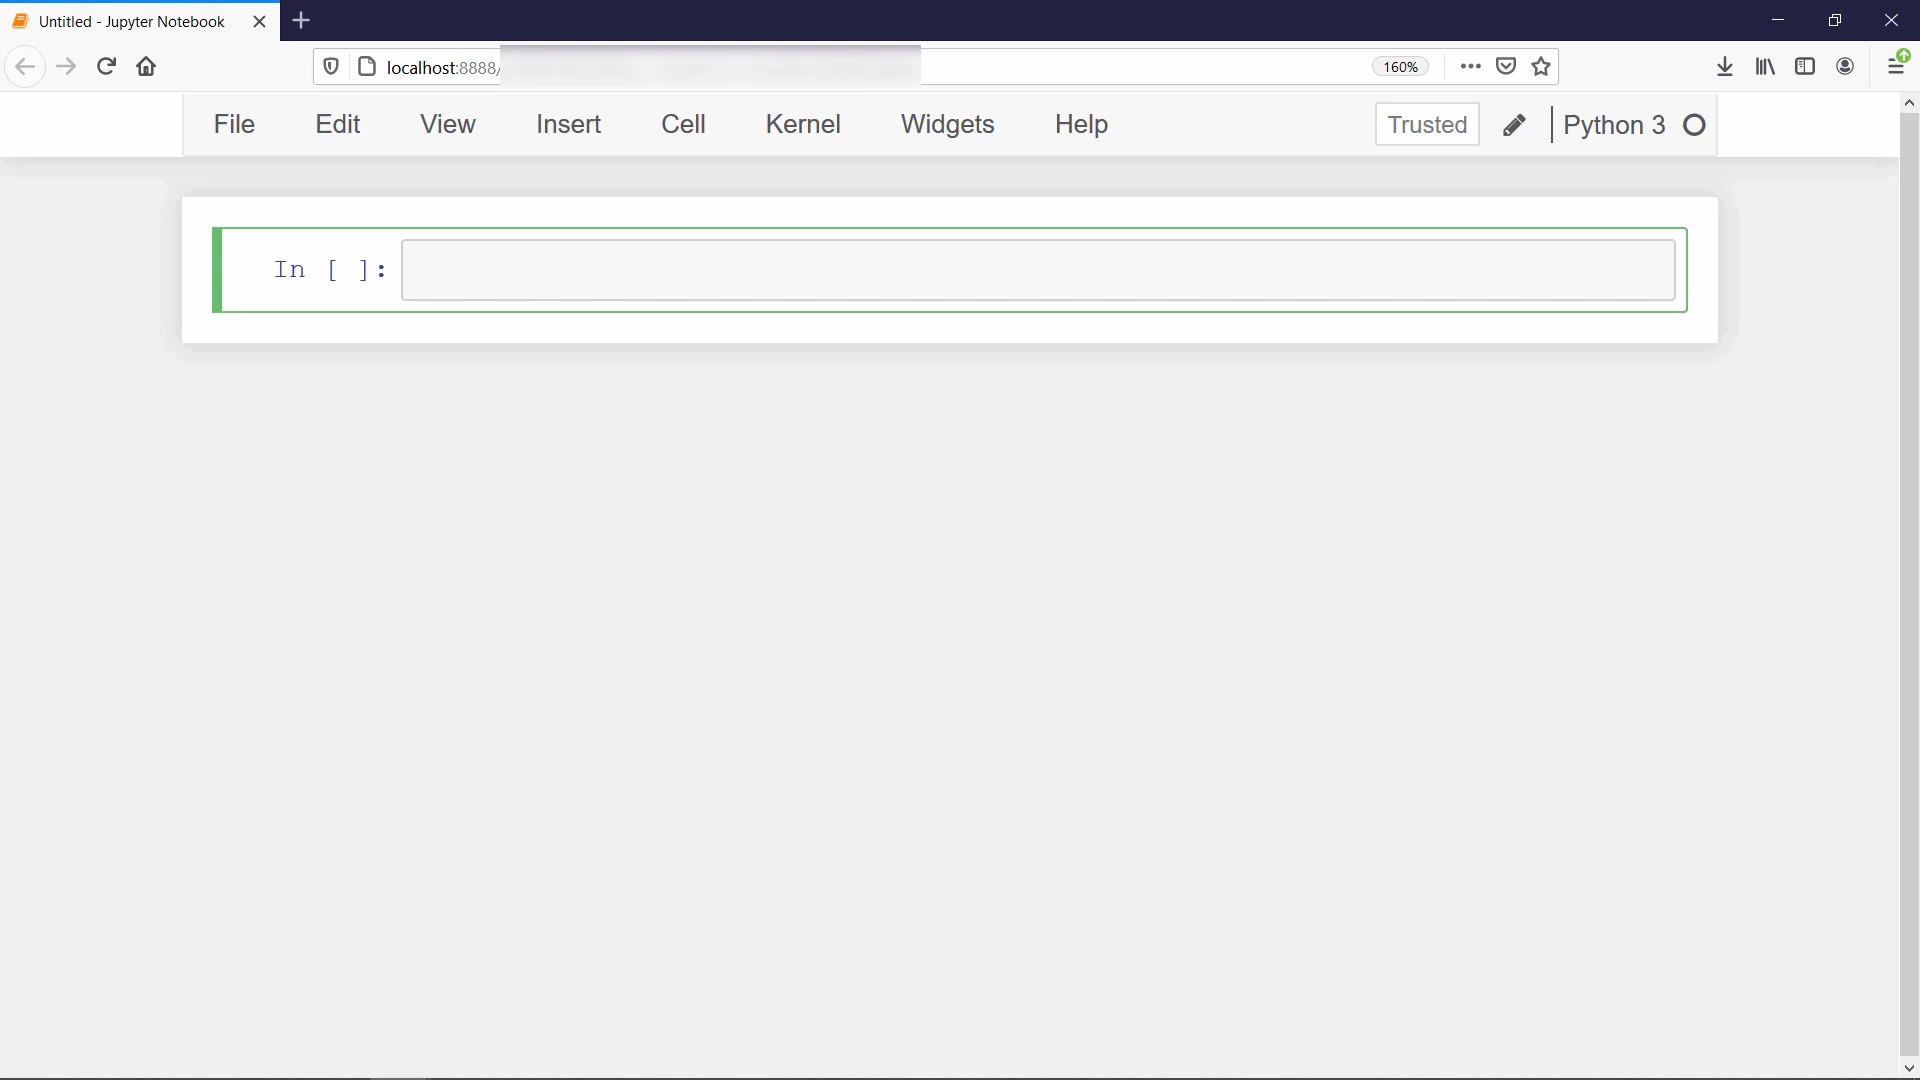 Untitled - Jupyter Notebook
localhost:8888/
160%
File Edit View Insert Cell Kernel Widgets Help Trusted Python 3
In [ ]: